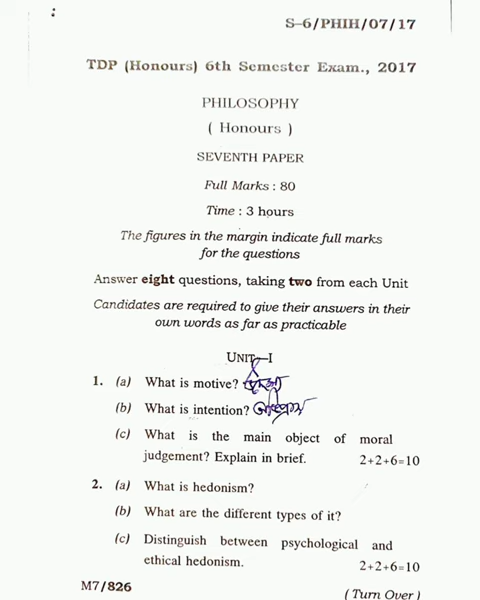 S–6/PHIH/07/17
TDP (Honours) 6th Semester Exam., 2017
PHILOSOPHY
( Honours )
SEVENTH PAPER
Full Marks : 80
Time : 3 hours
The figures in the margin indicate full marks
for the questions
Answer eight questions, taking two from each Unit
Candidates are required to give their answers in their
own words as far as practicable
UNIT—I
1. (a) What is motive?
(b) What is intention?
(c) What is the main object of moral
judgement? Explain in brief. 2+2+6=10
2. (a) What is hedonism?
(b) What are the different types of it?
(c) Distinguish between psychological and
ethical hedonism. 2+2+6=10
M7/826 ( Turn Over )